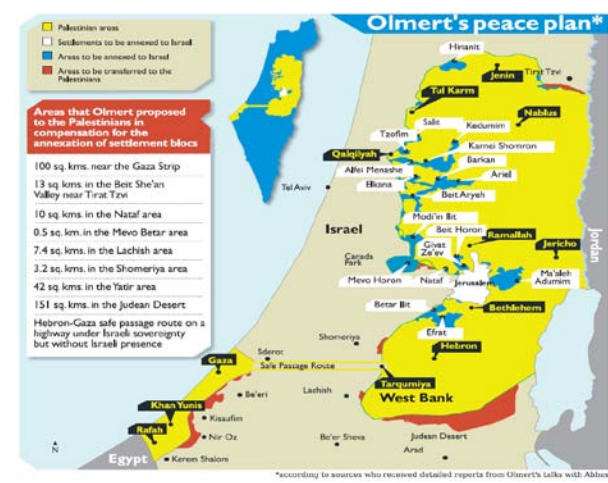 Olmert's peace plan*
Palestinian areas
Settlements to be annexed to Israel
Areas to be annexed to Israel
Areas to be transferred to the
Palestinians
Areas that Olmert proposed
to the Palestinians in
compensation for the
annexation of settlement blocs
100 sq. kms. near the Gaza Strip
13 sq. kms. in the Beit She'an
Valley near Tirat Tzvi
10 sq. kms. in the Nataf area
0.5 sq. kms. in the Mevo Betar area
7.4 sq. kms. in the Lachish area
3.2 sq. kms. in the Shomeriya area
42 sq. kms. in the Yatir area
151 sq. kms. in the Judean Desert
Hebron-Gaza safe passage route on a
highway under Israeli sovereignty
but without Israeli presence
Hinanit
Jenin
Tirat Tzvi
Tul Karm
Nablus
Salit
Kedumim
Tzofim
Karnei Shomron
Qalqilyah
Barkan
Alfei Menashe
Ariel
Elkana
Tel Aviv
Beit Aryeh
Modi'in Ilit
Beit Horon
Israel
Ramallah
Givat
Ze'ev
Jericho
Jordan
Canada
Park
Ma'aleh
Adumim
Mevo Horon
Nataf
Jerusalem
Betar Ilit
Bethlehem
Efrat
Shomeriya
Hebron
Gaza
Sderot
Safe Passage Route
Tarqumiya
Be'eri
Lachish
West Bank
Khan Yunis
Kisaufim
Rafah
Nir Oz
Be'er Sheva
Judean Desert
Arad
N
Egypt
Kerem Shalom
*according to sources who received detailed reports from Olmert's talks with Abbas